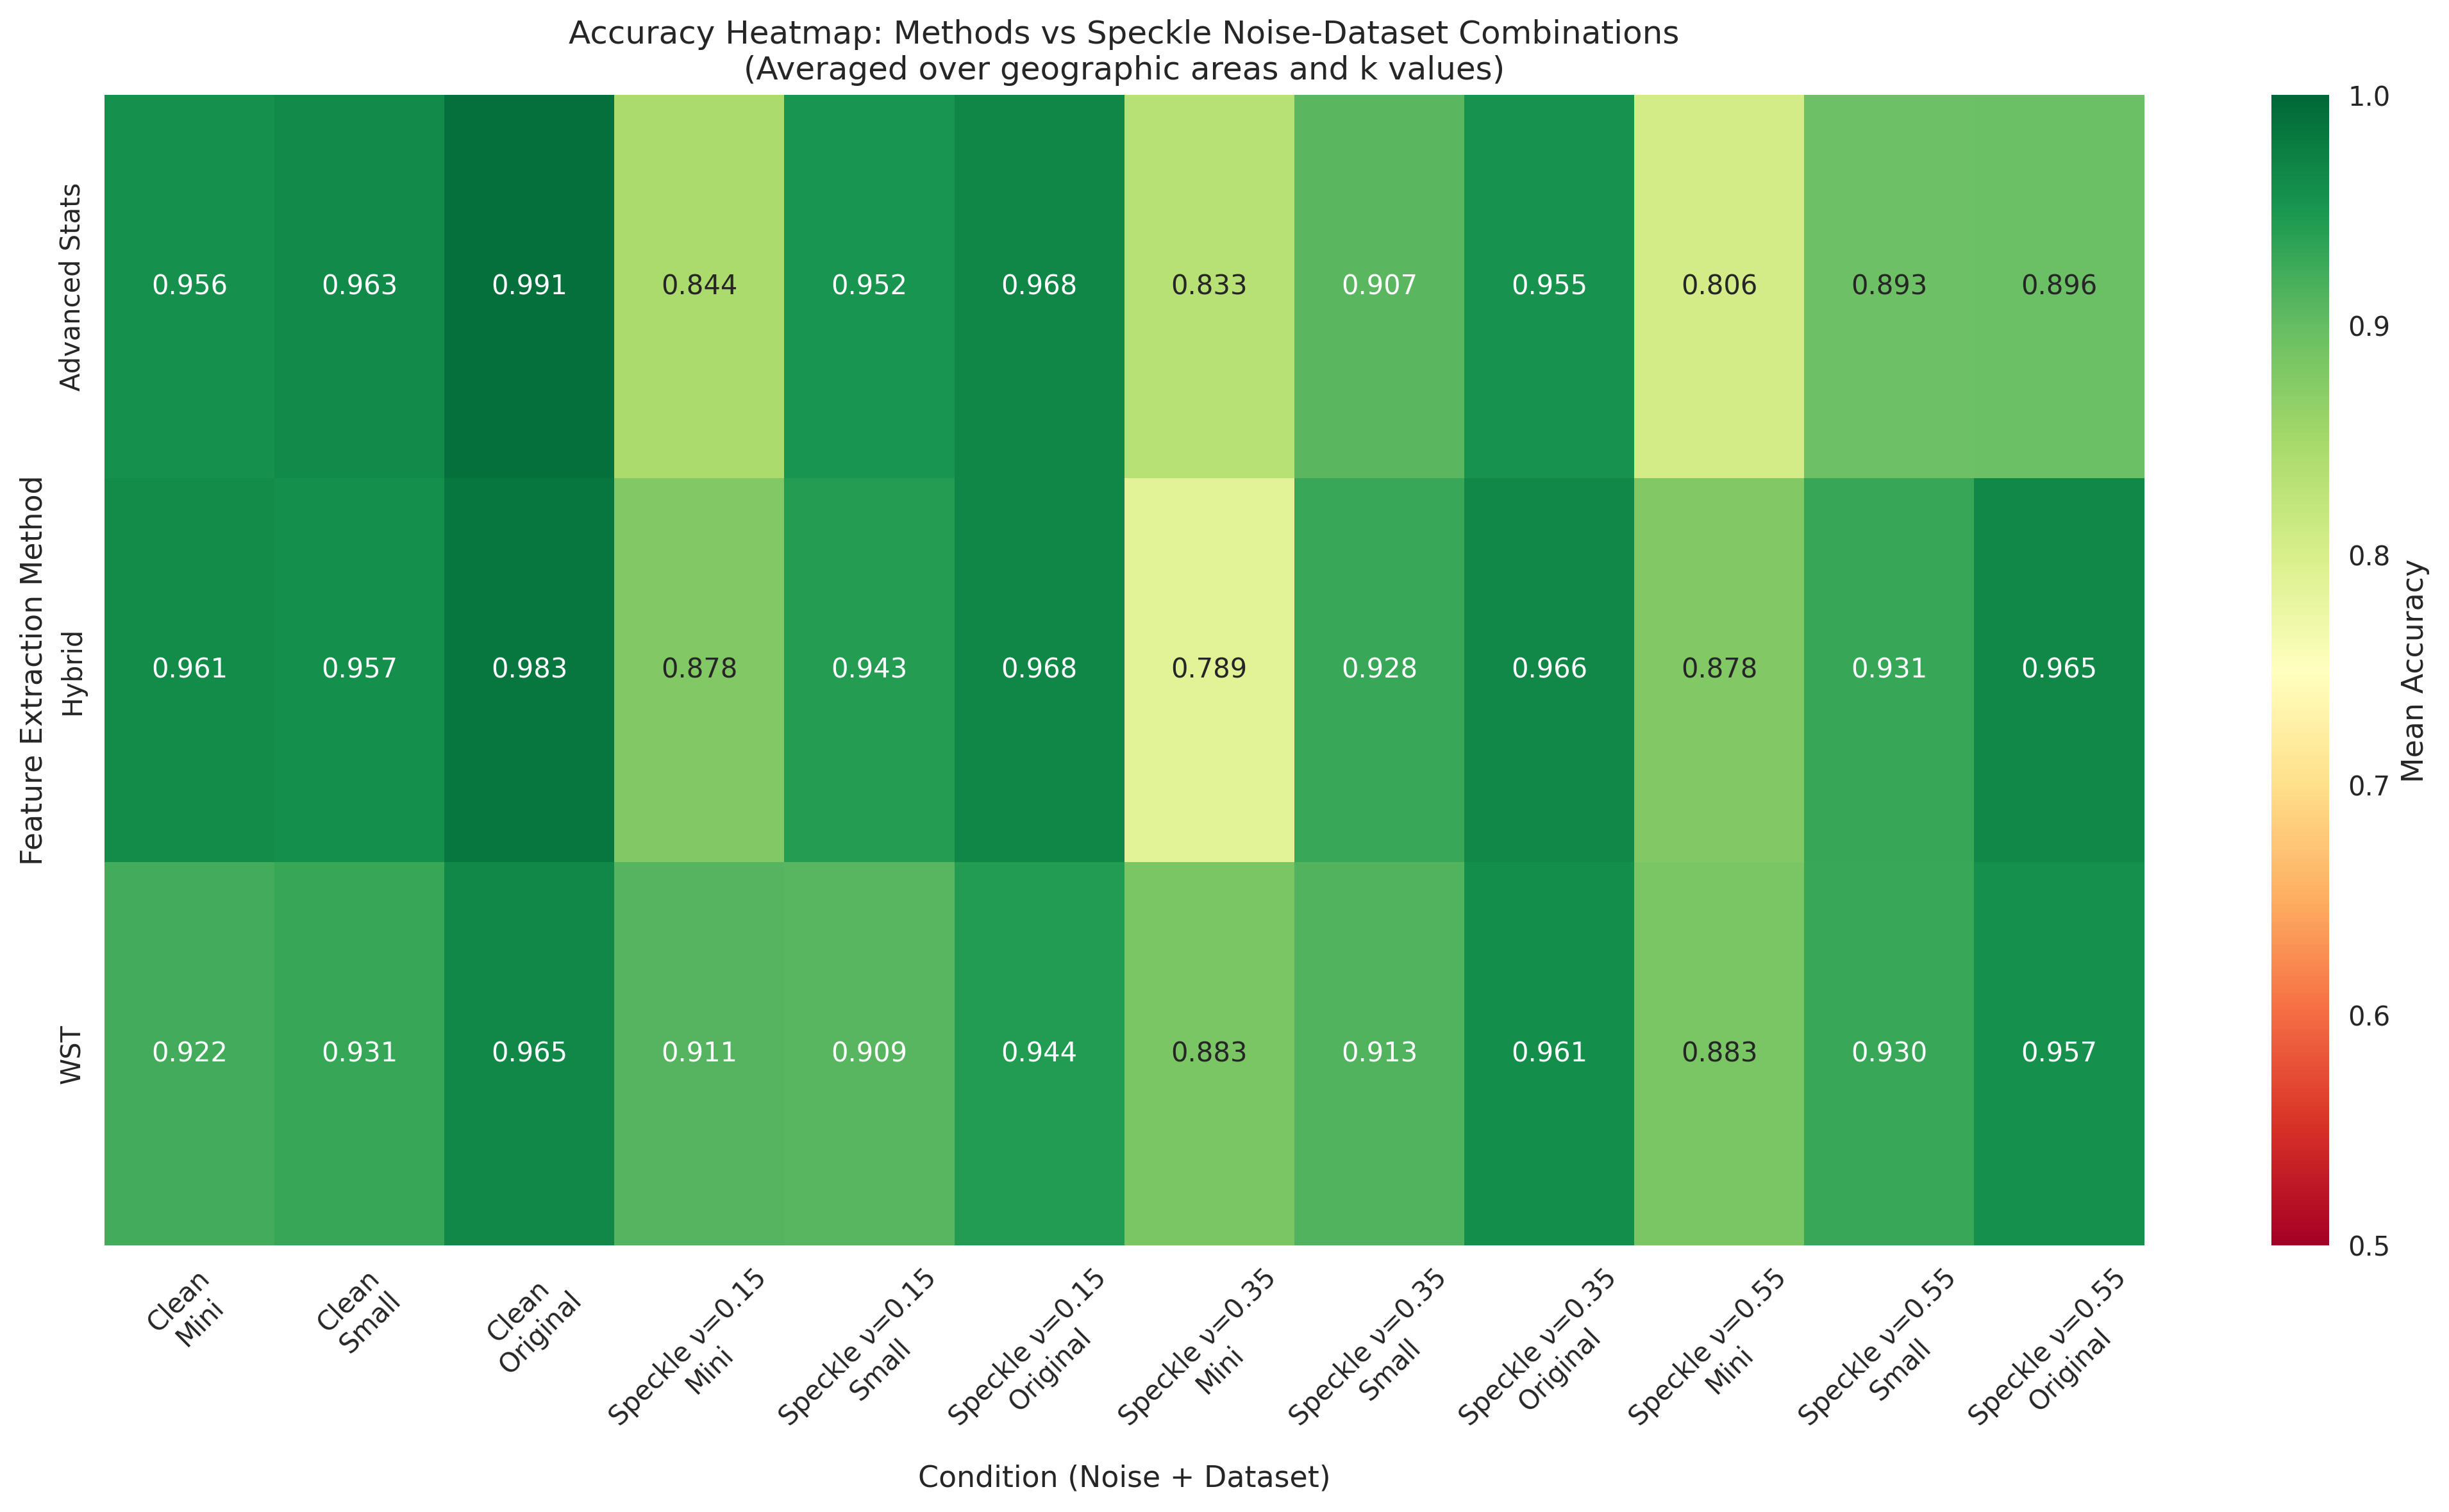 Accuracy Heatmap: Methods vs Speckle Noise-Dataset Combinations
(Averaged over geographic areas and k values)
Feature Extraction Method
Advanced Stats
0.956 0.963 0.991 0.844 0.952 0.968 0.833 0.907 0.955 0.806 0.893 0.896
Hybrid
0.961 0.957 0.983 0.878 0.943 0.968 0.789 0.928 0.966 0.878 0.931 0.965
WST
0.922 0.931 0.965 0.911 0.909 0.944 0.883 0.913 0.961 0.883 0.930 0.957
Clean
Mini
Clean
Small
Clean
Original
Speckle ν=0.15
Mini
Speckle ν=0.15
Small
Speckle ν=0.15
Original
Speckle ν=0.35
Mini
Speckle ν=0.35
Small
Speckle ν=0.35
Original
Speckle ν=0.55
Mini
Speckle ν=0.55
Small
Speckle ν=0.55
Original
Condition (Noise + Dataset)
1.0
0.9
0.8
0.7
0.6
0.5
Mean Accuracy